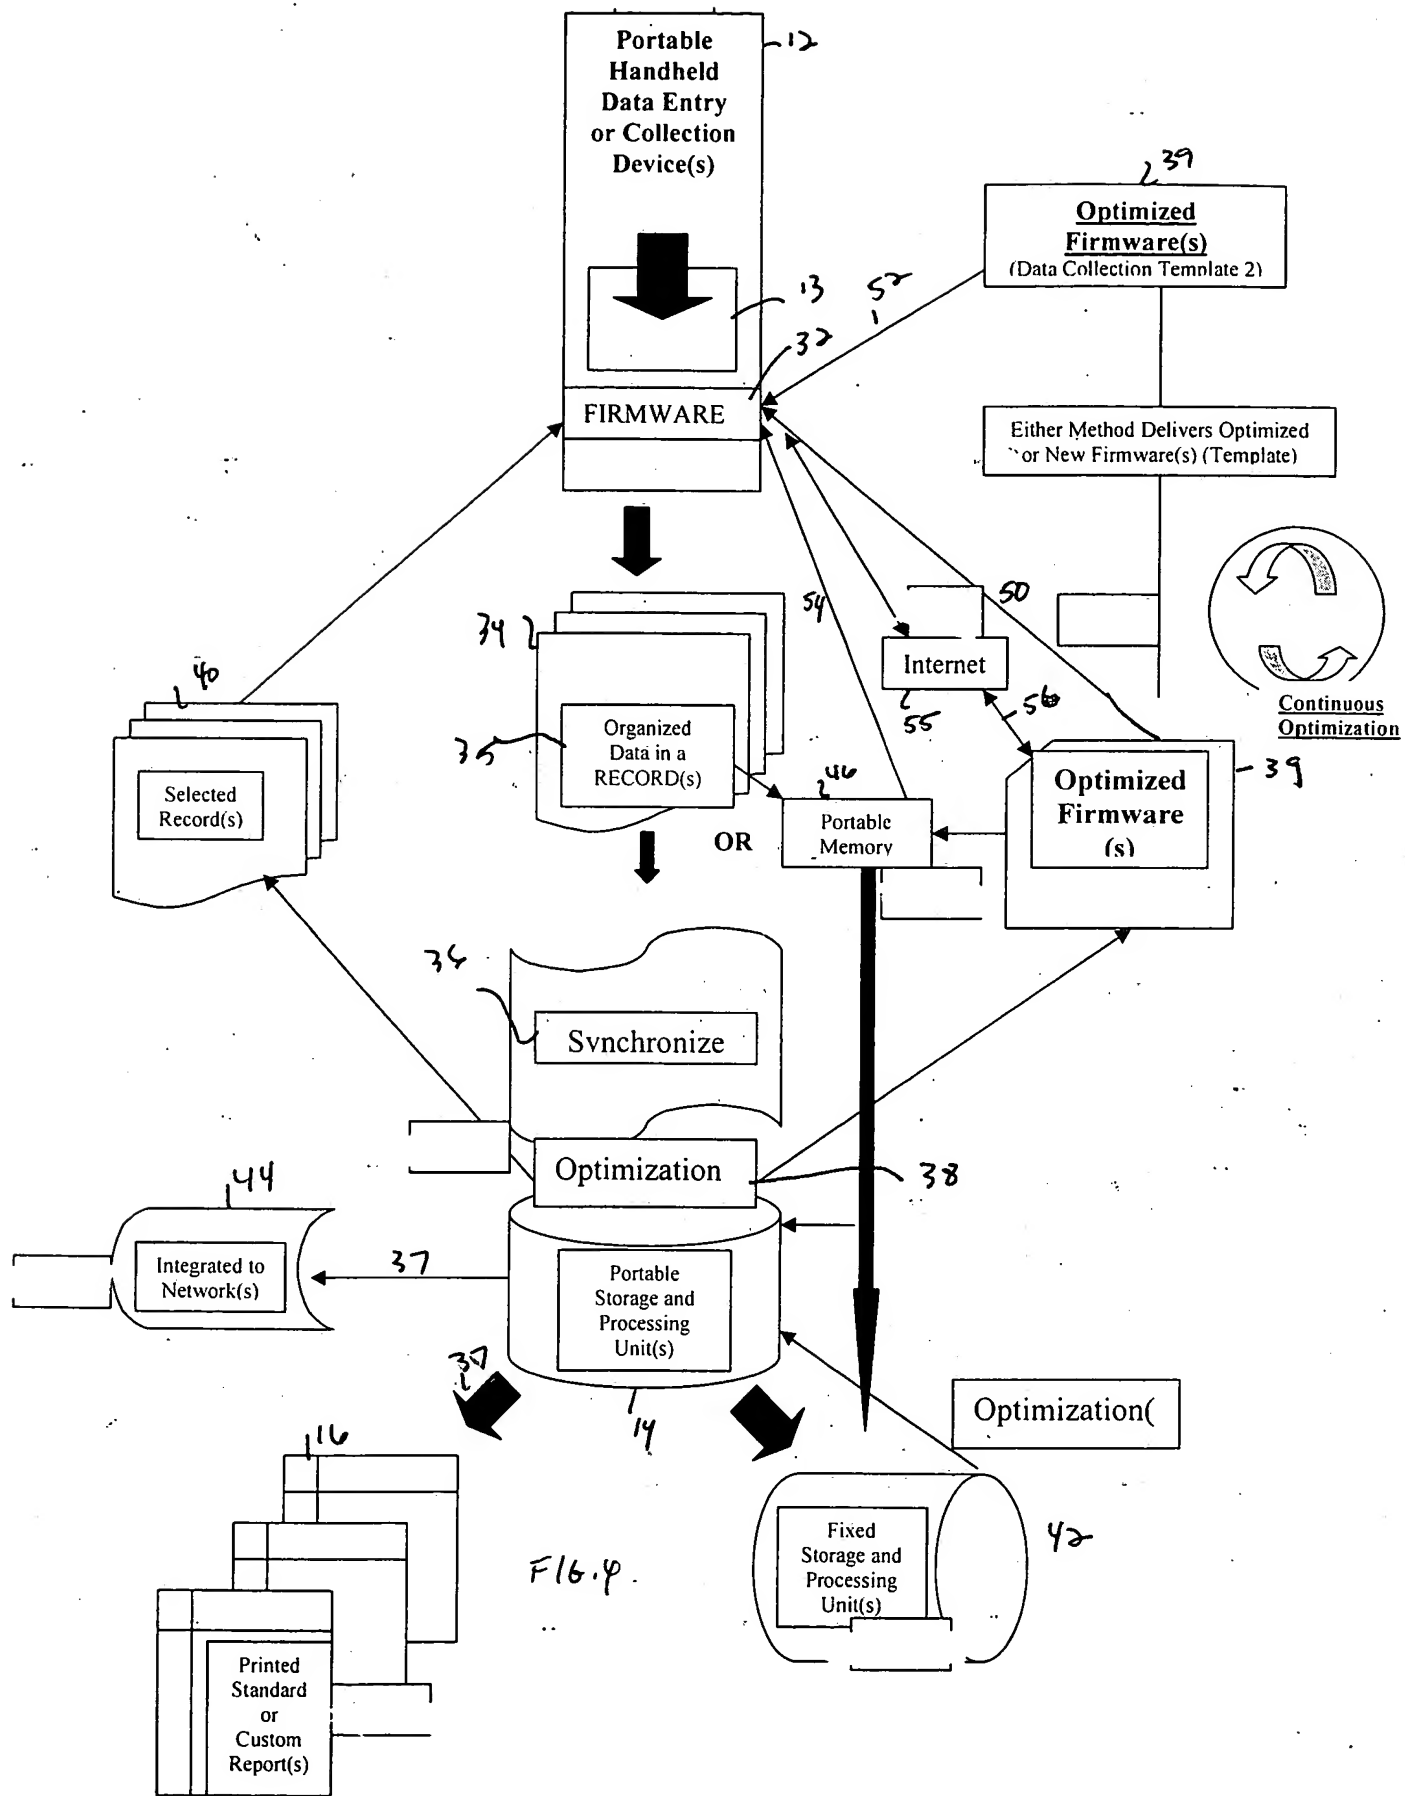 Portable
Handheld
Data Entry
or Collection
Device(s)
12
39
Optimized
Firmware(s)
(Data Collection Template 2)
13
52
32
FIRMWARE
Either Method Delivers Optimized
or New Firmware(s) (Template)
34
54
50
Internet
55
56
Continuous
Optimization
40
35
Organized
Data in a
RECORD(s)
Selected
Record(s)
OR
46
Portable
Memory
Optimized
Firmware
(s)
39
36
Synchronize
Optimization
38
44
Integrated to
Network(s)
37
Portable
Storage and
Processing
Unit(s)
37
14
Optimization(
16
Fixed
Storage and
Processing
Unit(s)
42
FIG. 4.
Printed
Standard
or
Custom
Report(s)